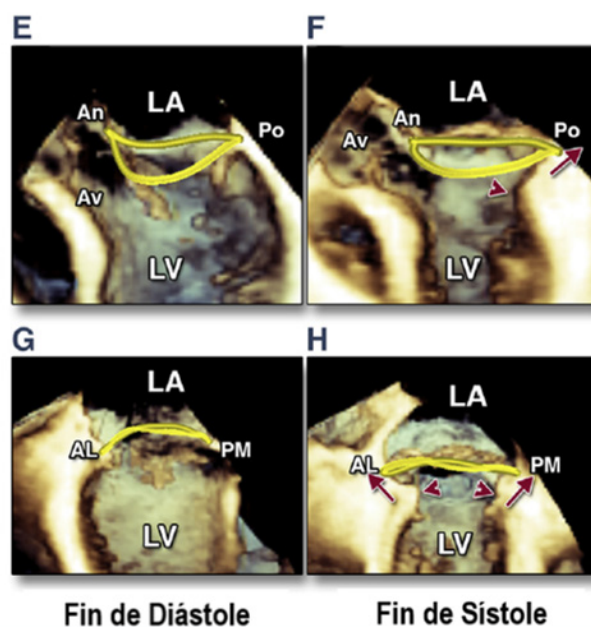 E
F
LA
An
Po
Av
LV
LA
An
Po
Av
LV
G
H
LA
AL
PM
LV
LA
AL
PM
LV
Fin de Diástole
Fin de Sístole